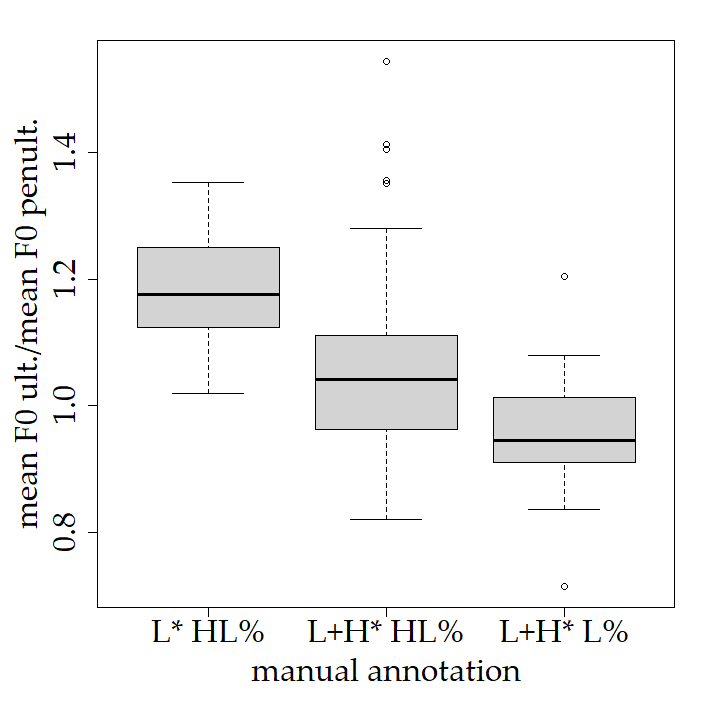 mean F0 ult./mean F0 penult.
1.4
1.2
1.0
0.8
L* HL%
L+H* HL%
L+H* L%
manual annotation